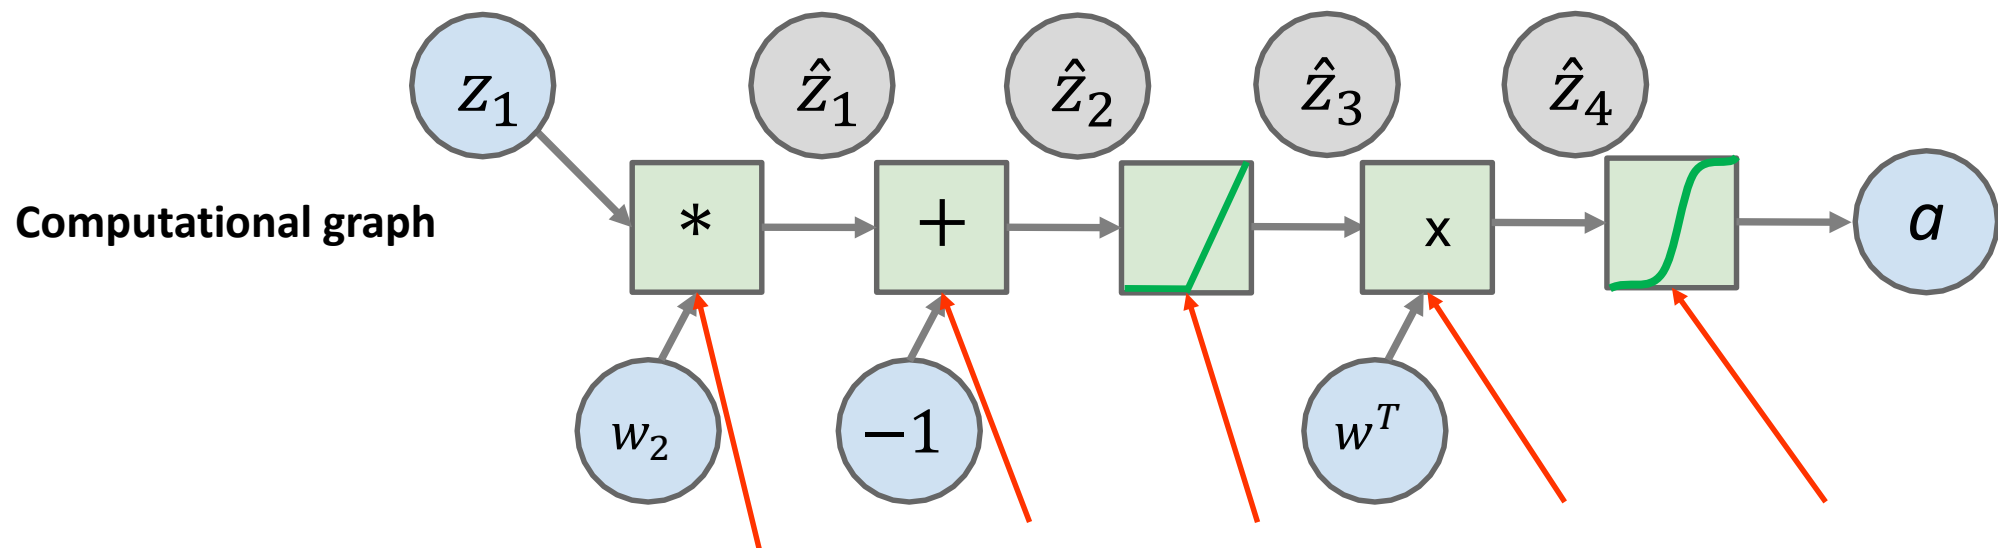 z₁ ẑ₁ ẑ₂ ẑ₃ ẑ₄
Computational graph * + x a
w₂ −1 wᵀ